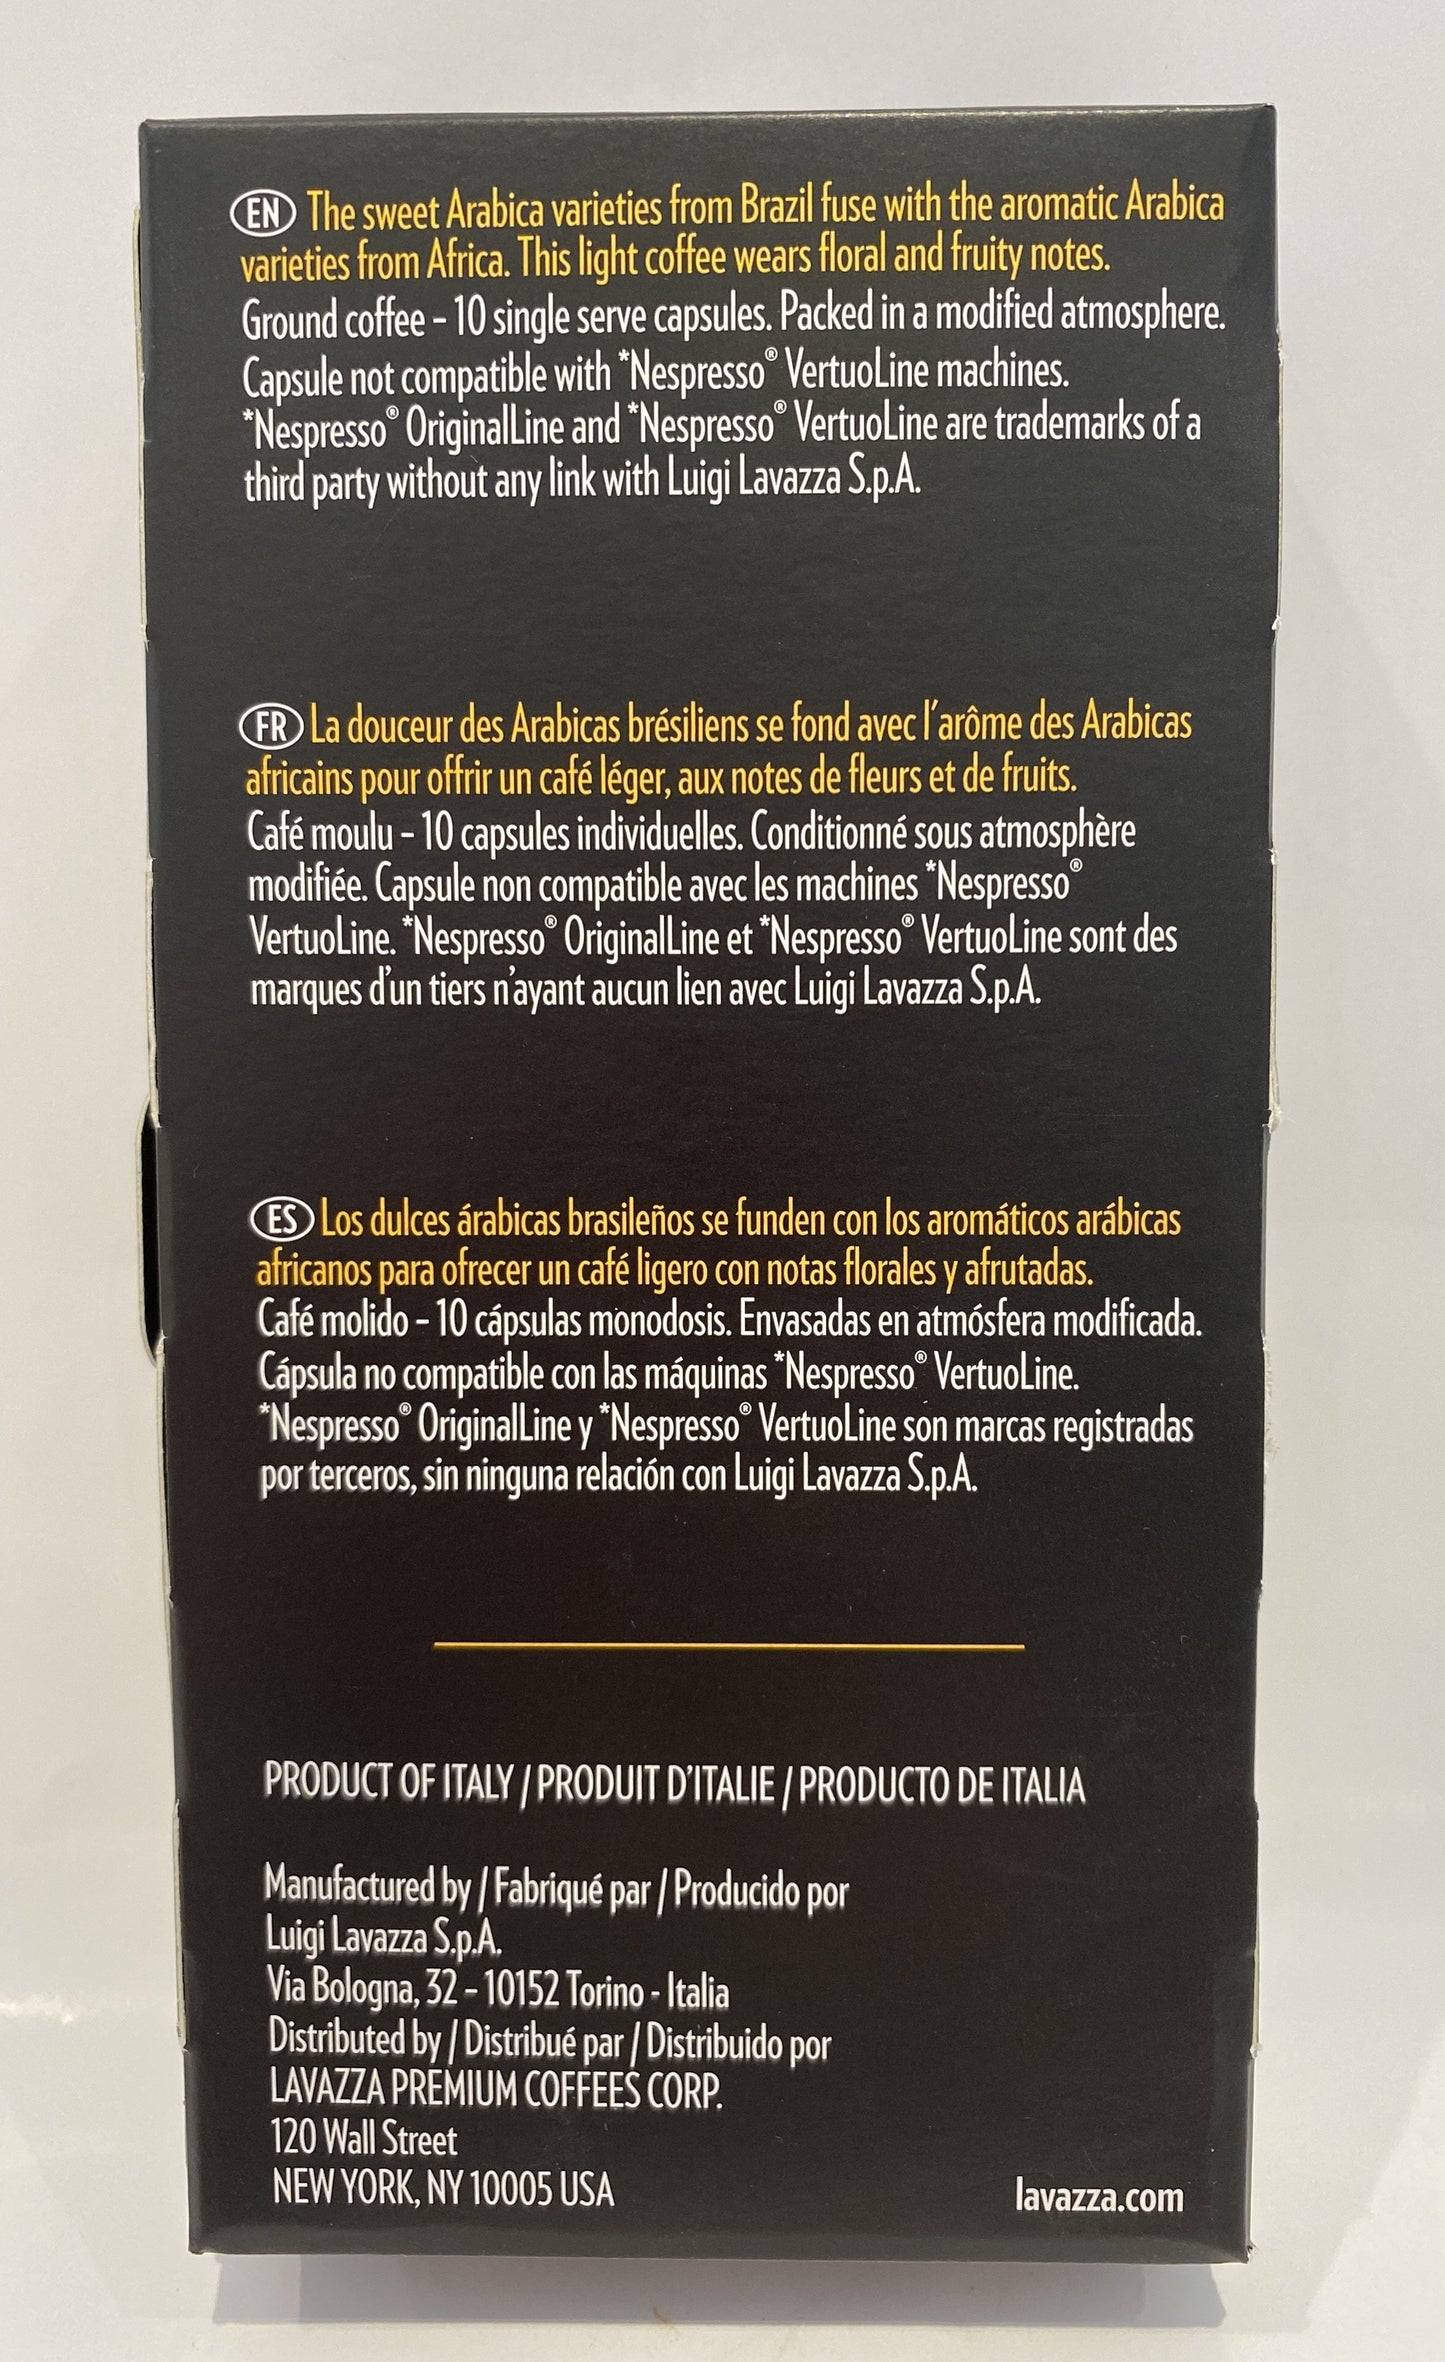 EN The sweet Arabica varieties from Brazil fuse with the aromatic Arabica
varieties from Africa. This light coffee wears floral and fruity notes.
Ground coffee – 10 single serve capsules. Packed in a modified atmosphere.
Capsule not compatible with *Nespresso® VertuoLine machines.
*Nespresso® OriginalLine and *Nespresso® VertuoLine are trademarks of a
third party without any link with Luigi Lavazza S.p.A.
FR La douceur des Arabicas brésiliens se fond avec l'arôme des Arabicas
africains pour offrir un café léger, aux notes de fleurs et de fruits.
Café moulu – 10 capsules individuelles. Conditionné sous atmosphère
modifiée. Capsule non compatible avec les machines *Nespresso®
VertuoLine. *Nespresso® OriginalLine et *Nespresso® VertuoLine sont des
marques d'un tiers n'ayant aucun lien avec Luigi Lavazza S.p.A.
ES Los dulces árabicas brasileños se funden con los aromáticos arábicas
africanos para ofrecer un café ligero con notas florales y afrutadas.
Café molido – 10 cápsulas monodosis. Envasadas en atmósfera modificada.
Cápsula no compatible con las máquinas *Nespresso® VertuoLine.
*Nespresso® OriginalLine y *Nespresso® VertuoLine son marcas registradas
por terceros, sin ninguna relación con Luigi Lavazza S.p.A.
PRODUCT OF ITALY / PRODUIT D'ITALIE / PRODUCTO DE ITALIA
Manufactured by / Fabriqué par / Producido por
Luigi Lavazza S.p.A.
Via Bologna, 32 – 10152 Torino - Italia
Distributed by / Distribué par / Distribuido por
LAVAZZA PREMIUM COFFEES CORP.
120 Wall Street
NEW YORK, NY 10005 USA
lavazza.com